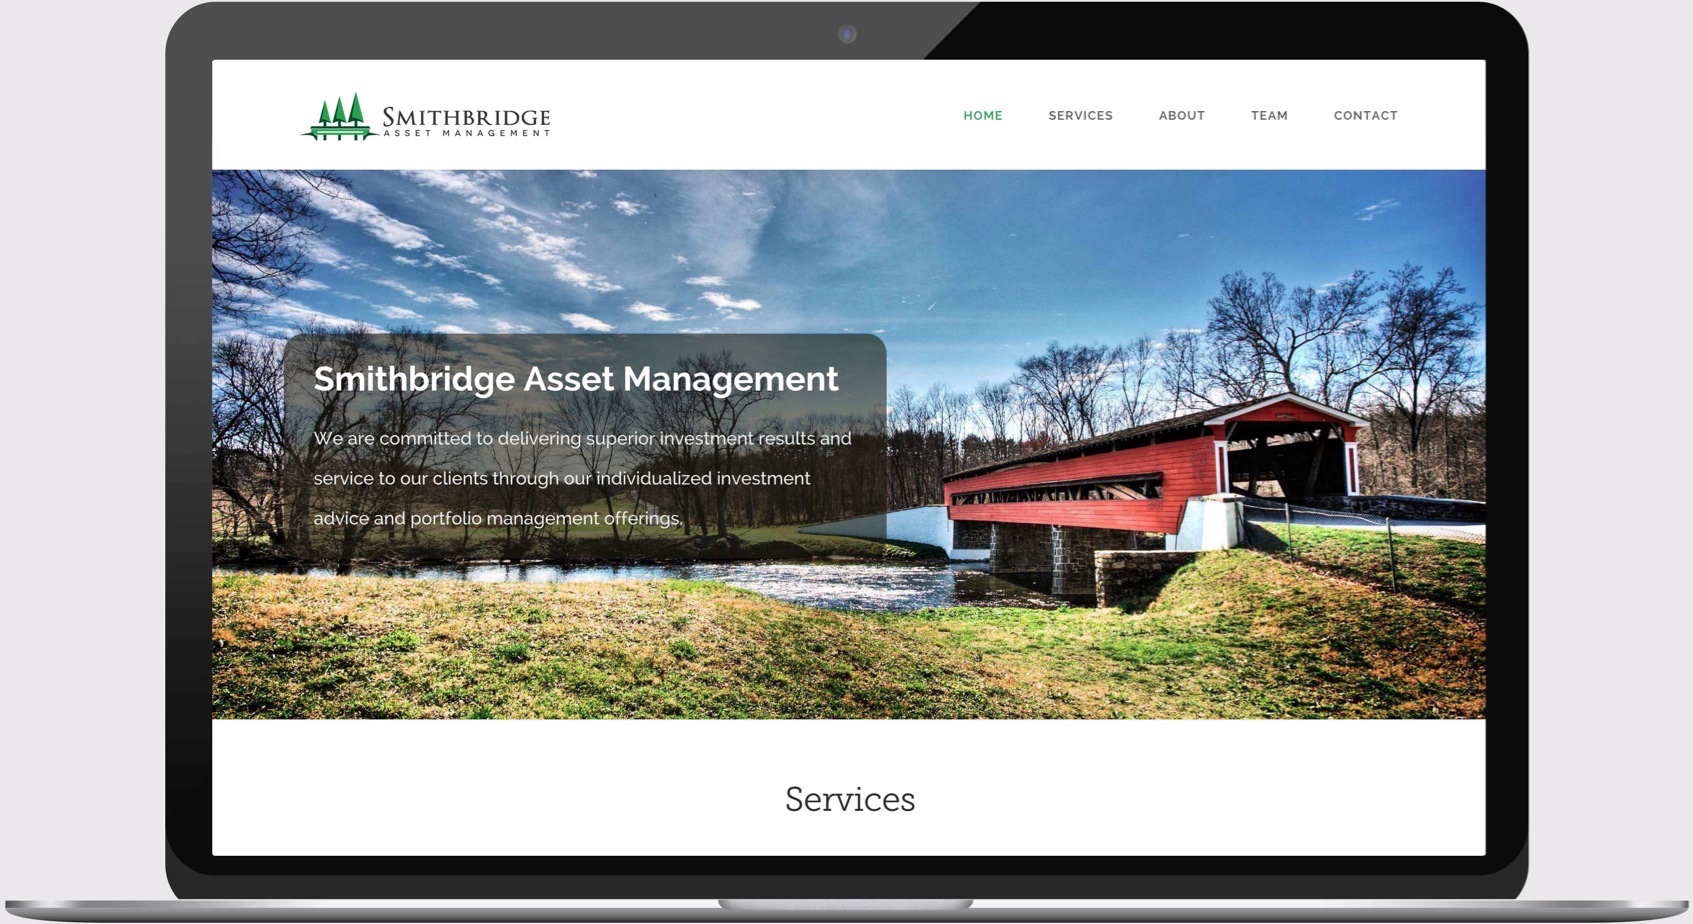 SMITHBRIDGE
ASSET MANAGEMENT
HOME SERVICES ABOUT TEAM CONTACT
Smithbridge Asset Management
We are committed to delivering superior investment results and
service to our clients through our individualized investment
advice and portfolio management offerings.
Services